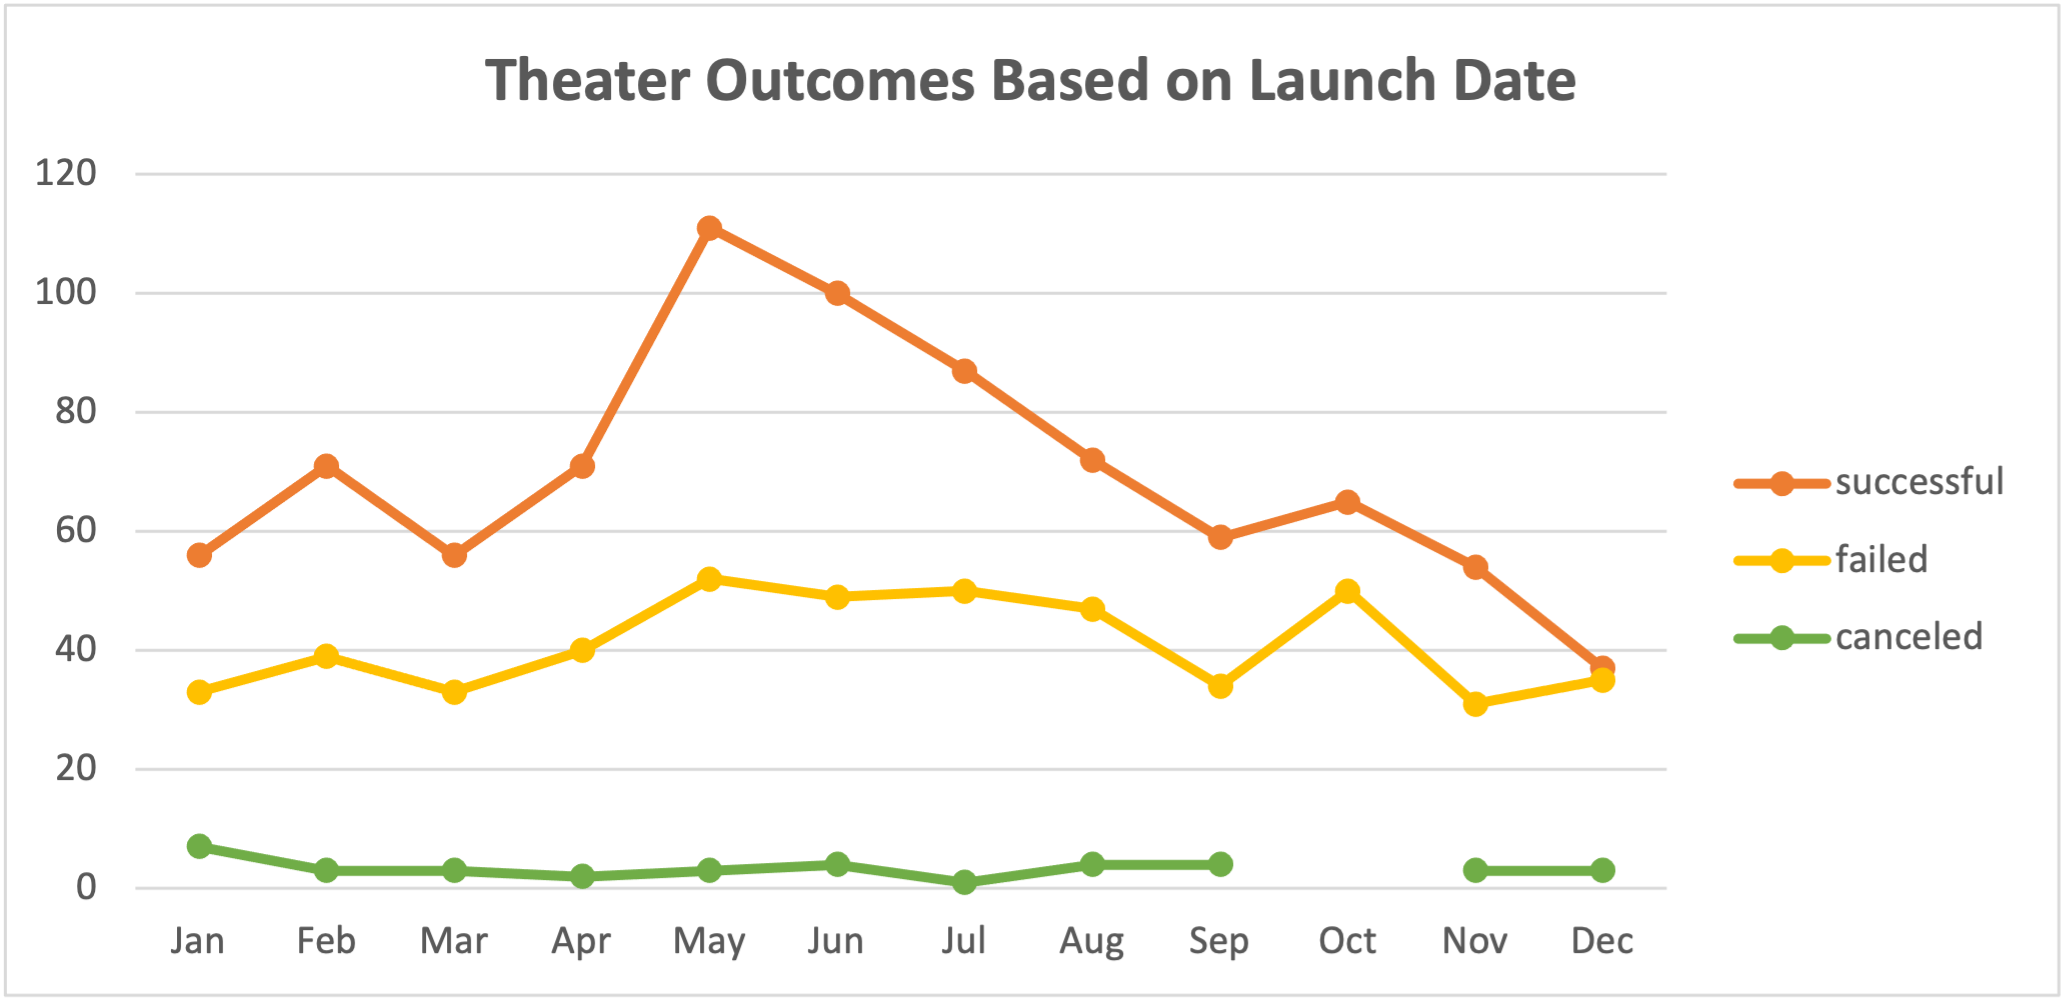 Theater Outcomes Based on Launch Date
120
100
80
60
40
20
0
Jan Feb Mar Apr May Jun Jul Aug Sep Oct Nov Dec
successful
failed
canceled